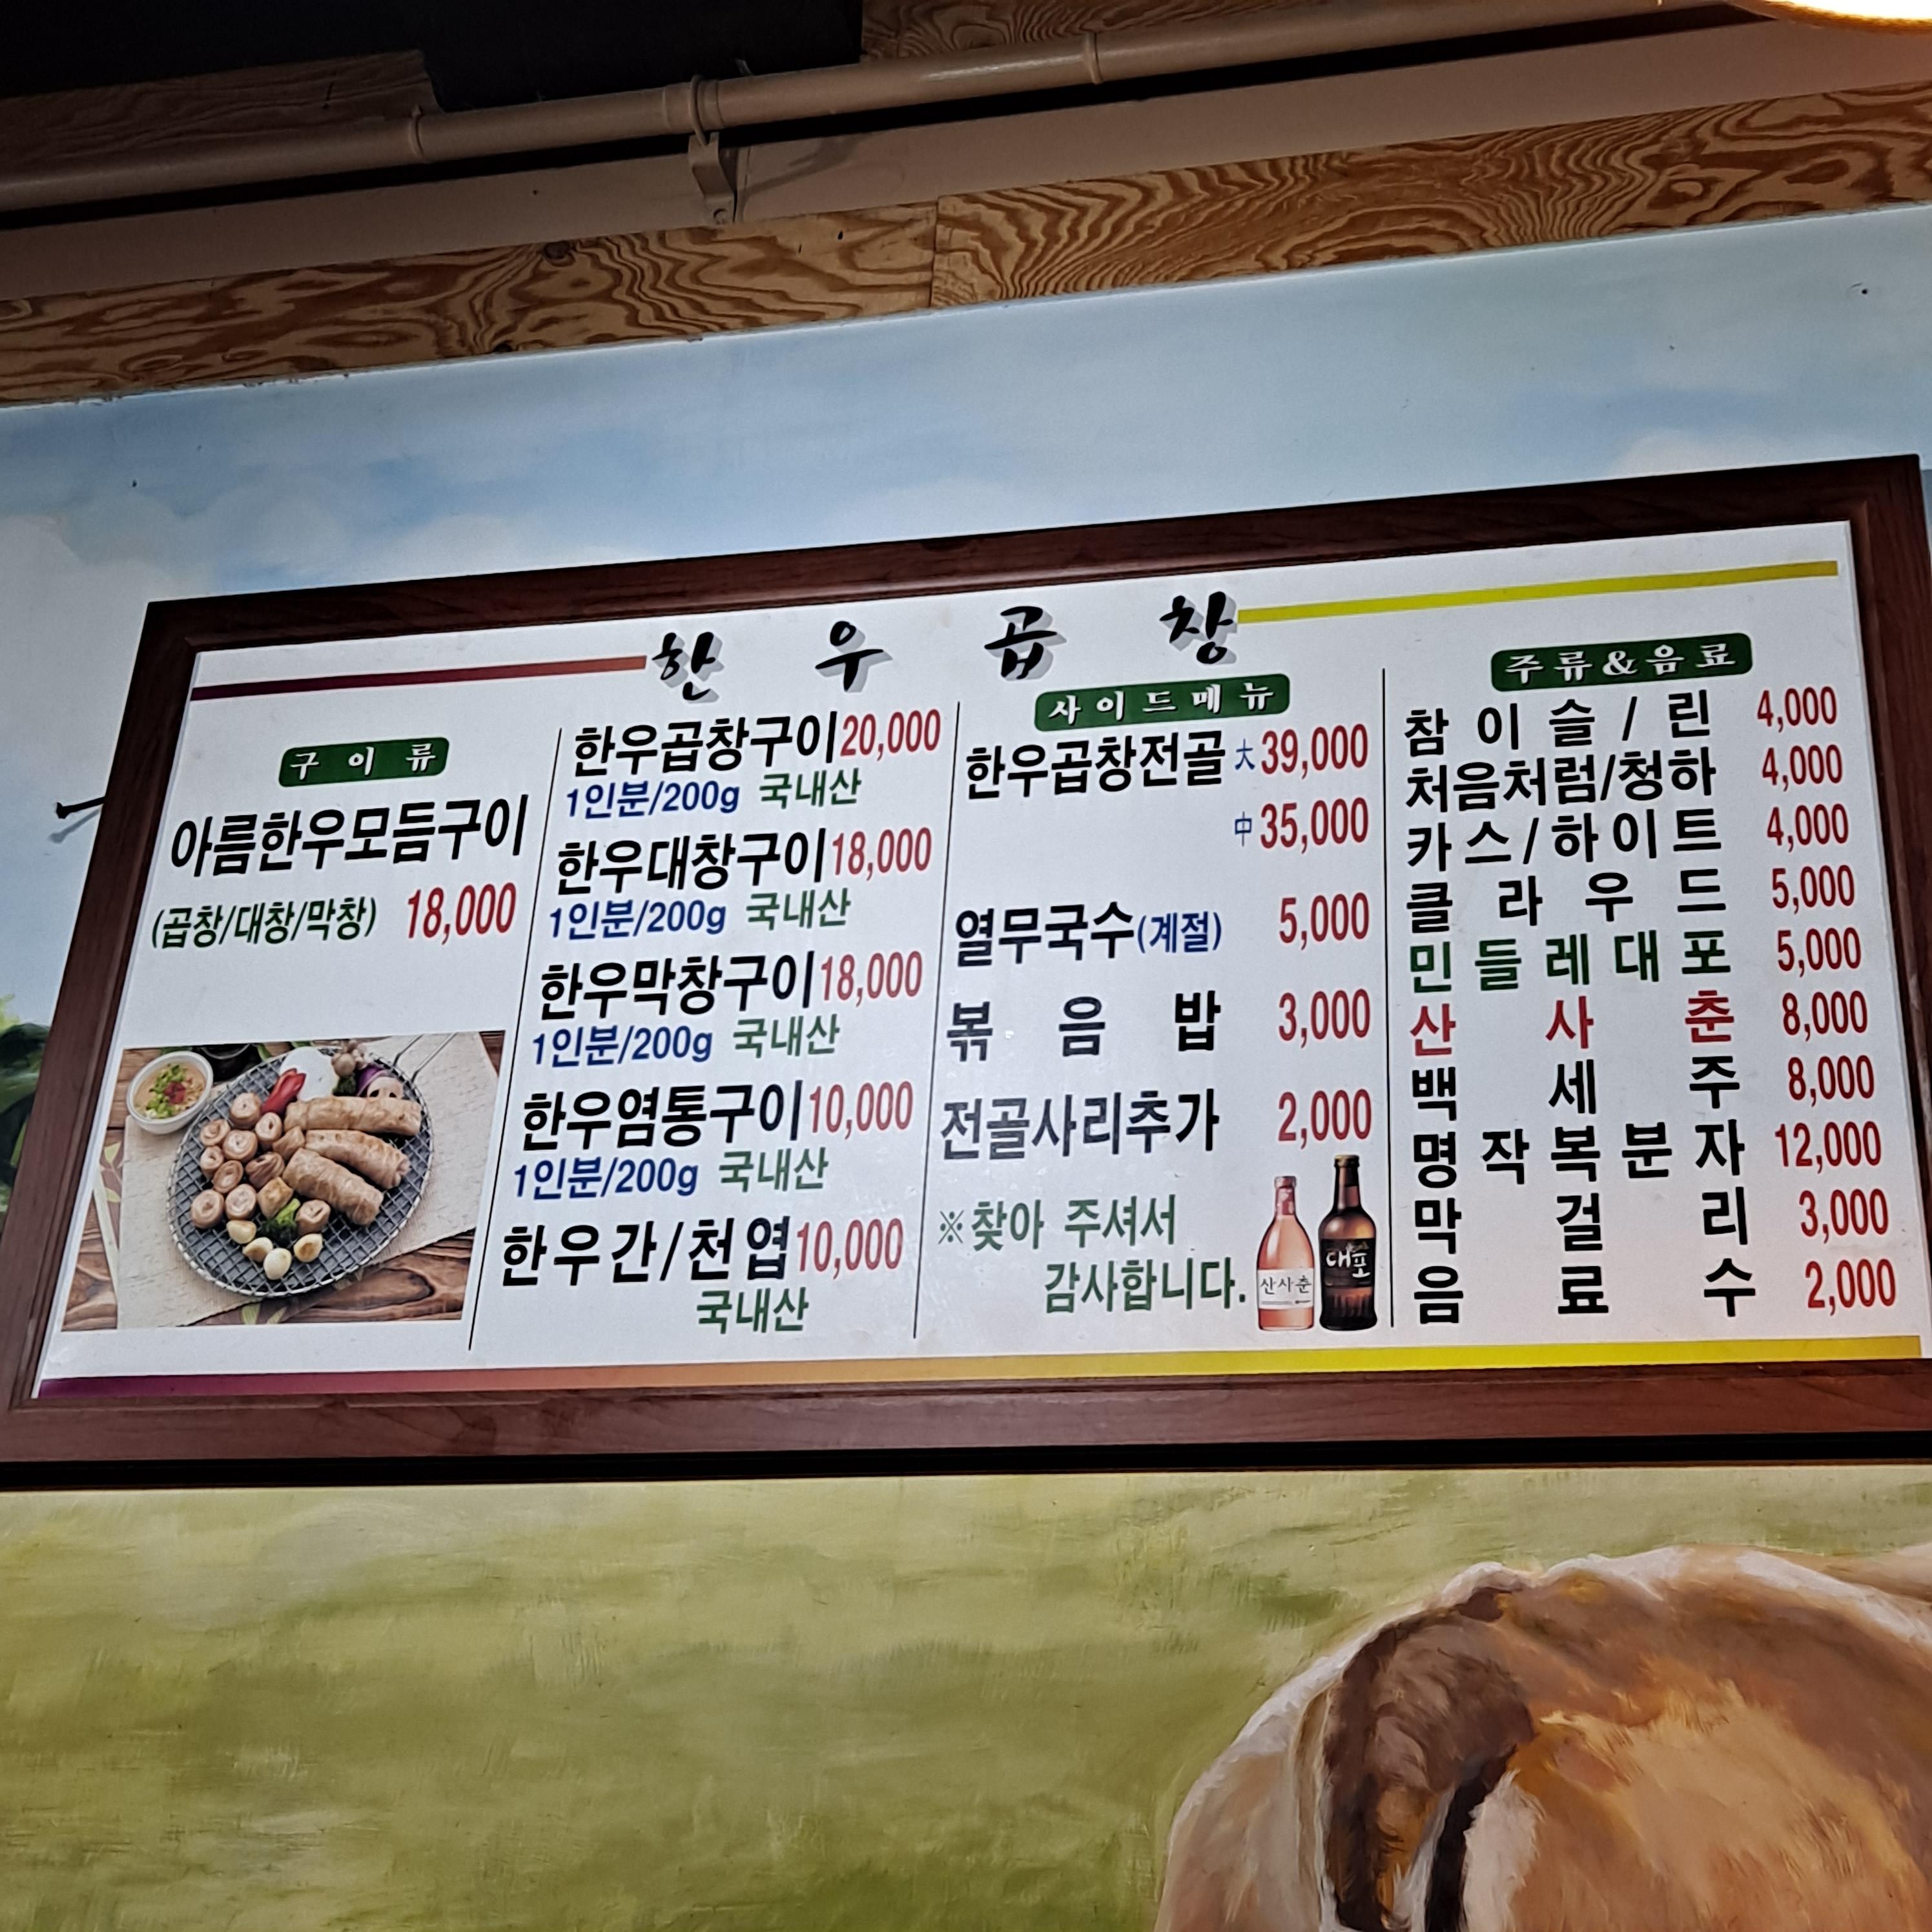 한우곱창
구이류
아름한우모듬구이
(곱창/대창/막창) 18,000
한우곱창구이 20,000
1인분/200g 국내산
한우대창구이 18,000
1인분/200g 국내산
한우막창구이 18,000
1인분/200g 국내산
한우염통구이 10,000
1인분/200g 국내산
한우간/천엽 10,000
국내산
사이드메뉴
한우곱창전골 大 39,000
中 35,000
열무국수(계절) 5,000
볶음밥 3,000
전골사리추가 2,000
※찾아 주셔서
감사합니다.
산사춘
대포
주류&음료
참이슬/린 4,000
처음처럼/청하 4,000
카스/하이트 4,000
클라우드 5,000
민들레대포 5,000
산사춘 8,000
백세주 8,000
명작복분자 12,000
막걸리 3,000
음료수 2,000